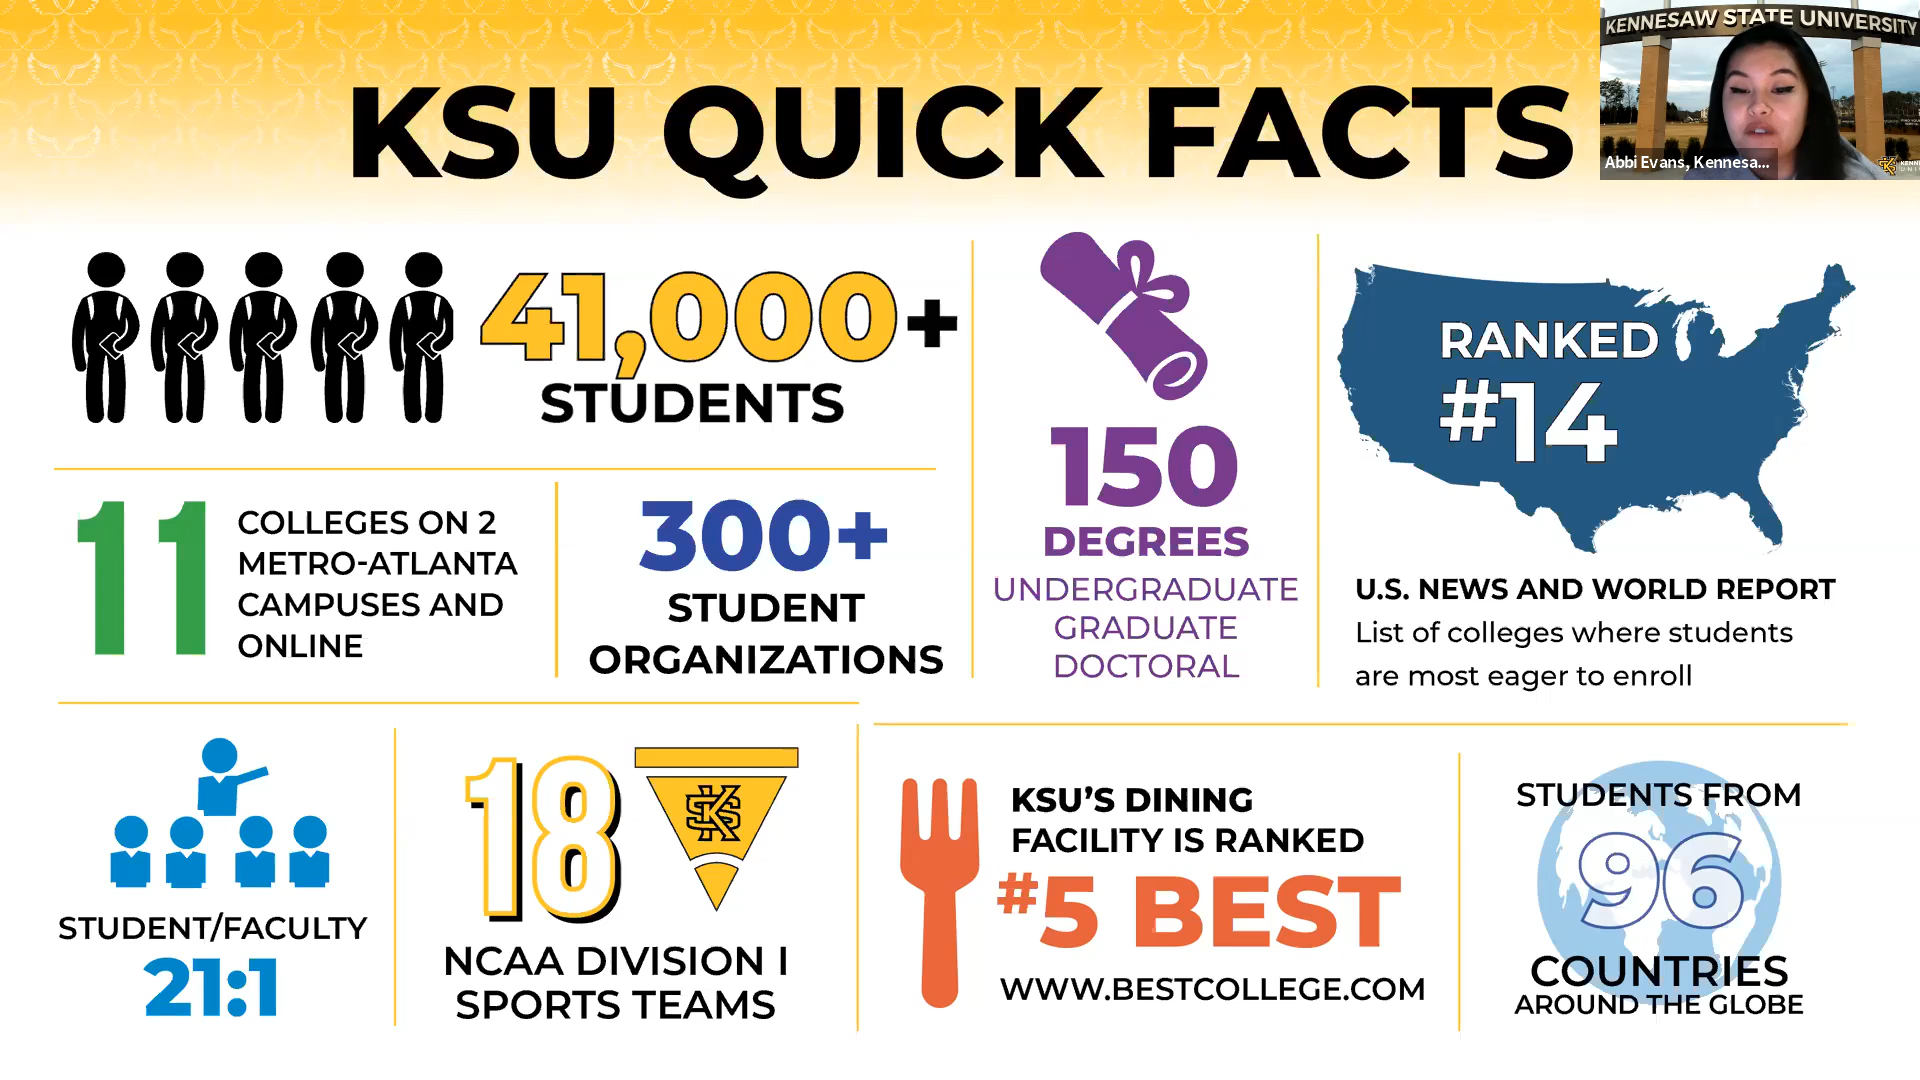 KSU QUICK FACTS
KENNESAW STATE UNIVERSITY
Abbi Evans, Kennesa...
41,000+
STUDENTS
11
COLLEGES ON 2
METRO-ATLANTA
CAMPUSES AND
ONLINE
300+
STUDENT
ORGANIZATIONS
150
DEGREES
UNDERGRADUATE
GRADUATE
DOCTORAL
RANKED
#14
U.S. NEWS AND WORLD REPORT
List of colleges where students
are most eager to enroll
STUDENT/FACULTY
21:1
18
KS
NCAA DIVISION I
SPORTS TEAMS
KSU'S DINING
FACILITY IS RANKED
#5 BEST
WWW.BESTCOLLEGE.COM
STUDENTS FROM
96
COUNTRIES
AROUND THE GLOBE